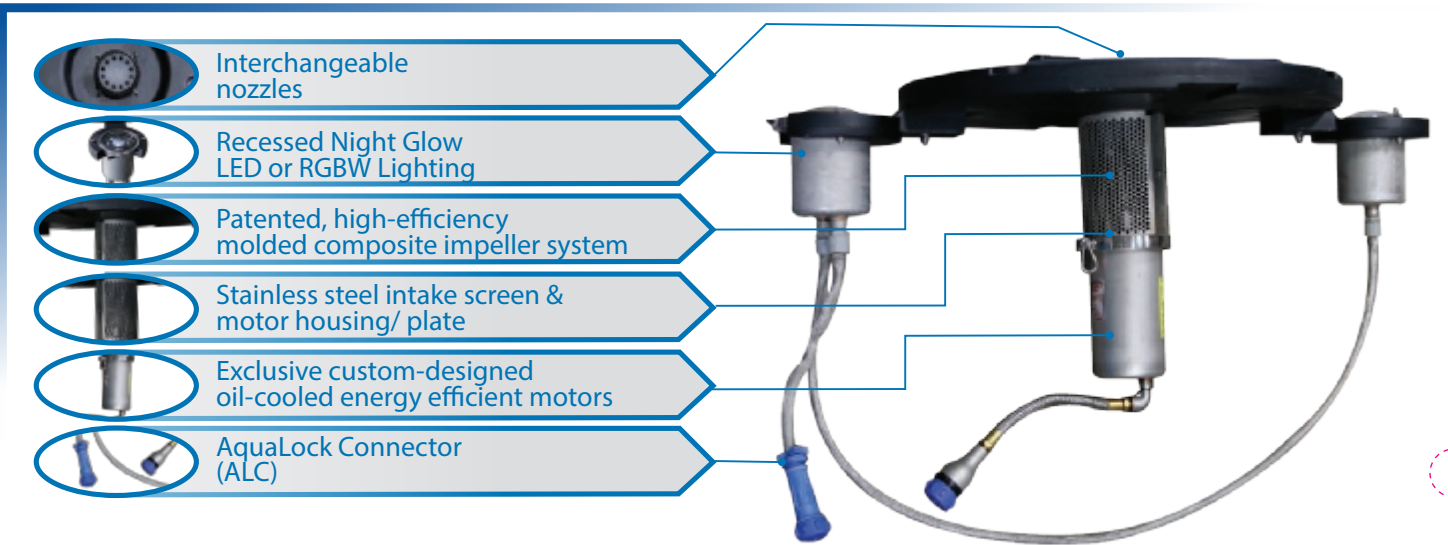 Interchangeable
nozzles
Recessed Night Glow
LED or RGBW Lighting
Patented, high-efficiency
molded composite impeller system
Stainless steel intake screen &
motor housing/ plate
Exclusive custom-designed
oil-cooled energy efficient motors
AquaLock Connector
(ALC)